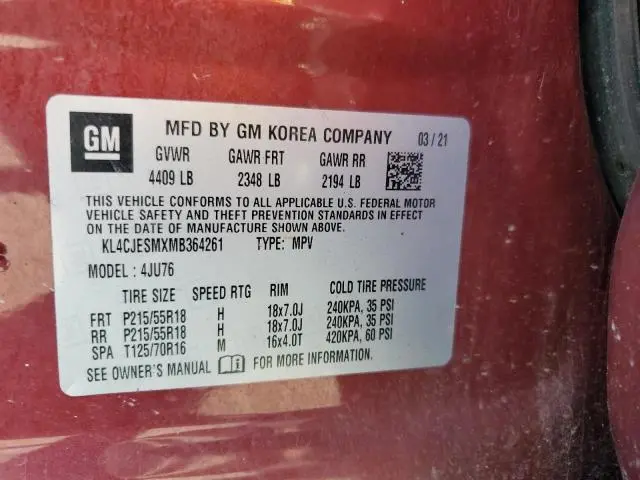 GM MFD BY GM KOREA COMPANY 03/21
GVWR GAWR FRT GAWR RR
4409 LB 2348 LB 2194 LB
THIS VEHICLE CONFORMS TO ALL APPLICABLE U.S. FEDERAL MOTOR
VEHICLE SAFETY AND THEFT PREVENTION STANDARDS IN EFFECT
ON THE DATE OF MANUFACTURE SHOWN ABOVE.
KL4CJESMXMB364261 TYPE: MPV
MODEL : 4JU76
TIRE SIZE SPEED RTG RIM COLD TIRE PRESSURE
FRT P215/55R18 H 18x7.0J 240KPA, 35 PSI
RR P215/55R18 H 18x7.0J 240KPA, 35 PSI
SPA T125/70R16 M 16x4.0T 420KPA, 60 PSI
SEE OWNER'S MANUAL FOR MORE INFORMATION.